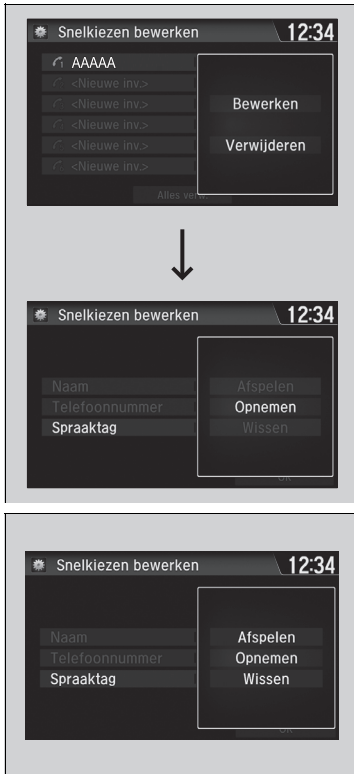 Snelkiezen bewerken 12:34
AAAAA
<Nieuwe inv.>
<Nieuwe inv.>
<Nieuwe inv.>
<Nieuwe inv.>
<Nieuwe inv.>
Bewerken
Verwijderen
Alles verw.
Snelkiezen bewerken 12:34
Naam Afspelen
Telefoonnummer Opnemen
Spraaktag Wissen
OK
Snelkiezen bewerken 12:34
Naam Afspelen
Telefoonnummer Opnemen
Spraaktag Wissen
OK